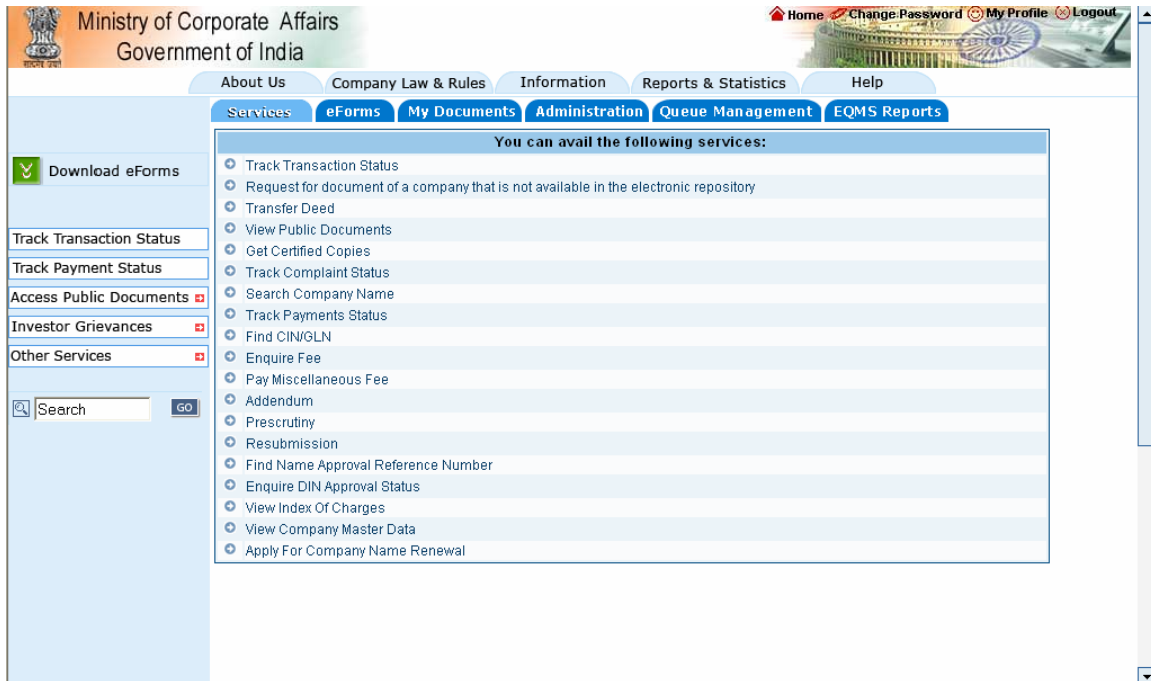 Ministry of Corporate Affairs
Government of India
Home Change Password My Profile Logout
About Us Company Law & Rules Information Reports & Statistics Help
Services eForms My Documents Administration Queue Management EQMS Reports
Download eForms
Track Transaction Status
Track Payment Status
Access Public Documents
Investor Grievances
Other Services
Search GO
You can avail the following services:
Track Transaction Status
Request for document of a company that is not available in the electronic repository
Transfer Deed
View Public Documents
Get Certified Copies
Track Complaint Status
Search Company Name
Track Payments Status
Find CIN/GLN
Enquire Fee
Pay Miscellaneous Fee
Addendum
Prescrutiny
Resubmission
Find Name Approval Reference Number
Enquire DIN Approval Status
View Index Of Charges
View Company Master Data
Apply For Company Name Renewal